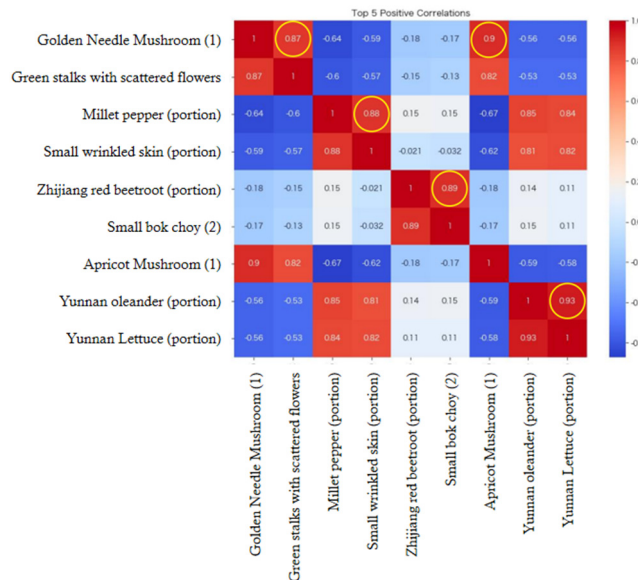 Top 5 Positive Correlations
Golden Needle Mushroom (1) 1 0.87 -0.64 -0.59 -0.18 -0.17 0.9 -0.56 -0.56
Green stalks with scattered flowers 0.87 1 -0.6 -0.57 -0.15 -0.13 0.82 -0.53 -0.53
Millet pepper (portion) -0.64 -0.6 1 0.88 0.15 0.15 -0.67 0.85 0.84
Small wrinkled skin (portion) -0.59 -0.57 0.88 1 -0.021 -0.032 -0.62 0.81 0.82
Zhijiang red beetroot (portion) -0.18 -0.15 0.15 -0.021 1 0.89 -0.18 0.14 0.11
Small bok choy (2) -0.17 -0.13 0.15 -0.032 0.89 1 -0.17 0.15 0.11
Apricot Mushroom (1) 0.9 0.82 -0.67 -0.62 -0.18 -0.17 1 -0.59 -0.58
Yunnan oleander (portion) -0.56 -0.53 0.85 0.81 0.14 0.15 -0.59 1 0.93
Yunnan Lettuce (portion) -0.56 -0.53 0.84 0.82 0.11 0.11 -0.58 0.93 1
Golden Needle Mushroom (1)
Green stalks with scattered flowers
Millet pepper (portion)
Small wrinkled skin (portion)
Zhijiang red beetroot (portion)
Small bok choy (2)
Apricot Mushroom (1)
Yunnan oleander (portion)
Yunnan Lettuce (portion)